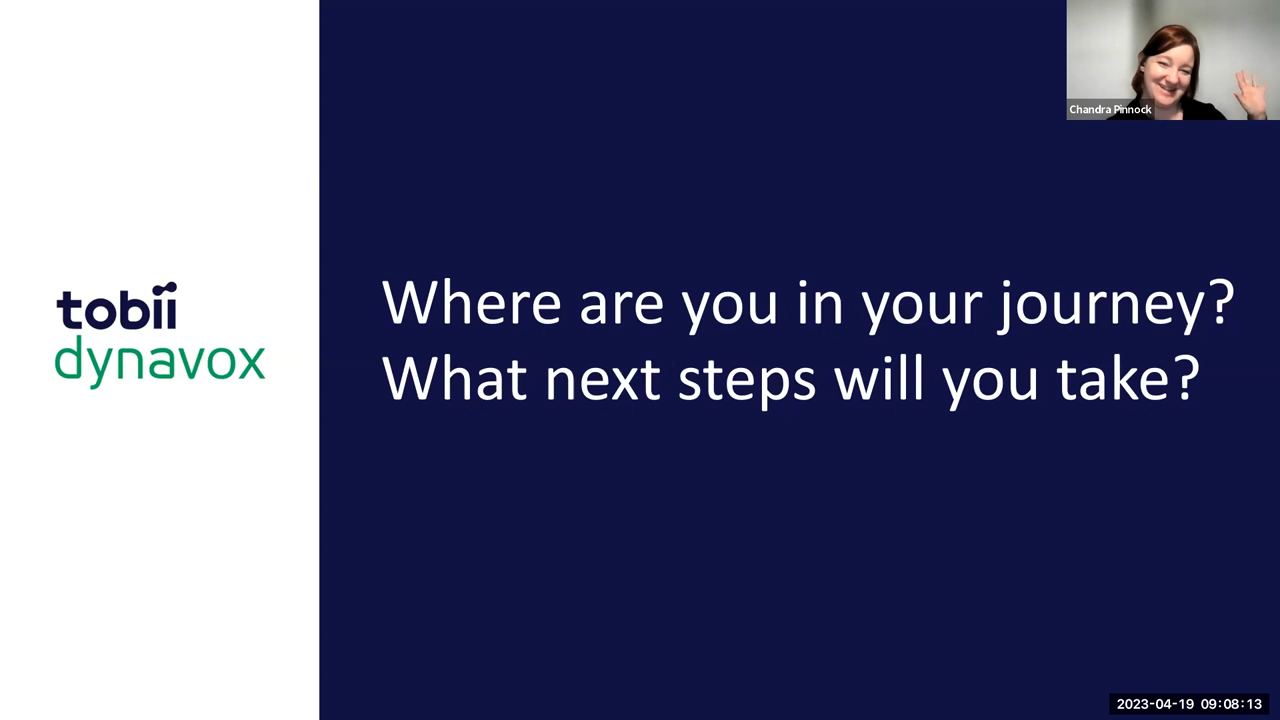 Chandra Pinnock
tobii
dynavox
Where are you in your journey?
What next steps will you take?
2023-04-19 09:08:13